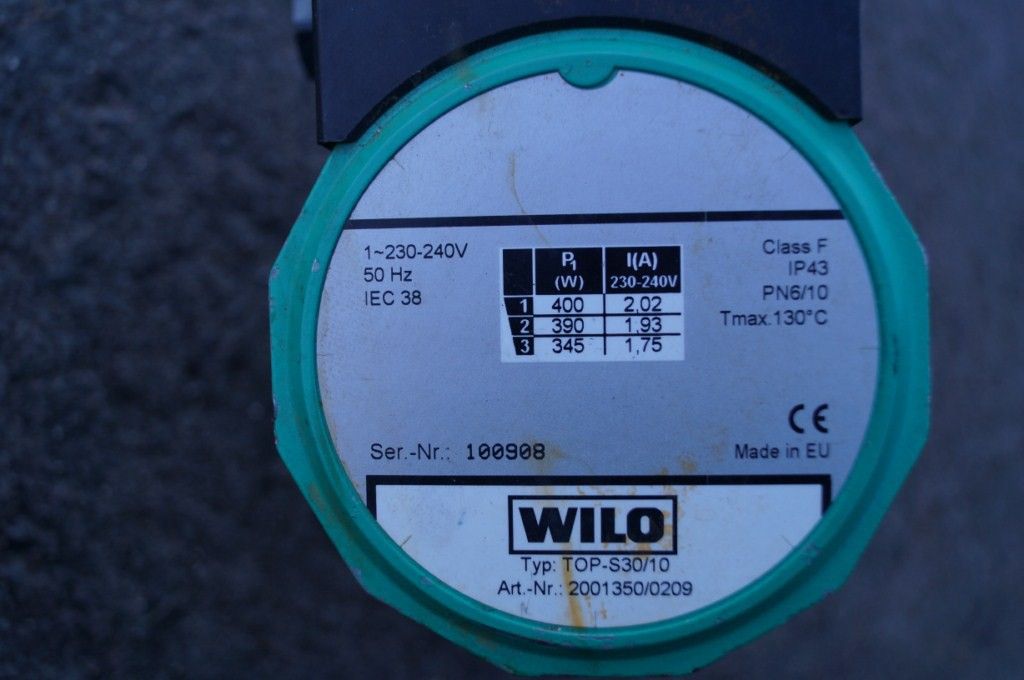 1~230-240V
50 Hz
IEC 38
P1 I(A)
(W) 230-240V
1 400 2,02
2 390 1,93
3 345 1,75
Class F
IP43
PN6/10
Tmax.130°C
CE
Ser.-Nr.: 100908
Made in EU
WILO
Typ: TOP-S30/10
Art.-Nr.: 2001350/0209